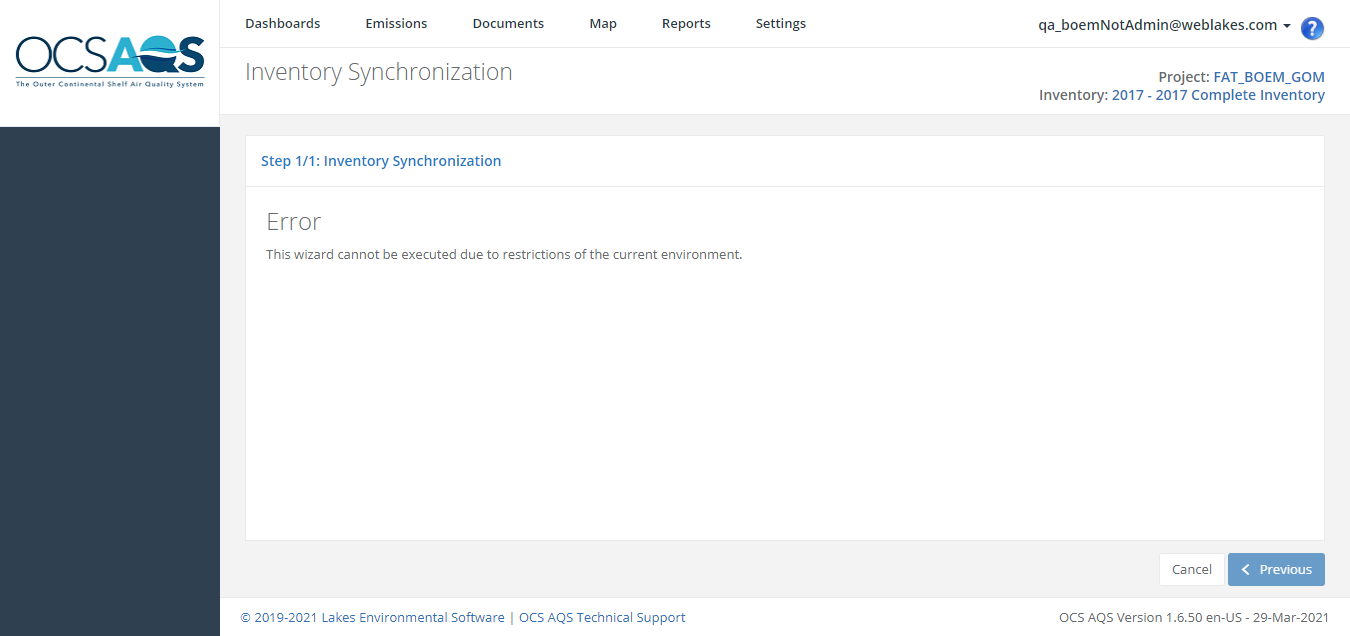 OCSAQS
The Outer Continental Shelf Air Quality System
Dashboards Emissions Documents Map Reports Settings
qa_boemNotAdmin@weblakes.com
?
Inventory Synchronization
Project: FAT_BOEM_GOM
Inventory: 2017 - 2017 Complete Inventory
Step 1/1: Inventory Synchronization
Error
This wizard cannot be executed due to restrictions of the current environment.
Cancel Previous
© 2019-2021 Lakes Environmental Software | OCS AQS Technical Support
OCS AQS Version 1.6.50 en-US - 29-Mar-2021